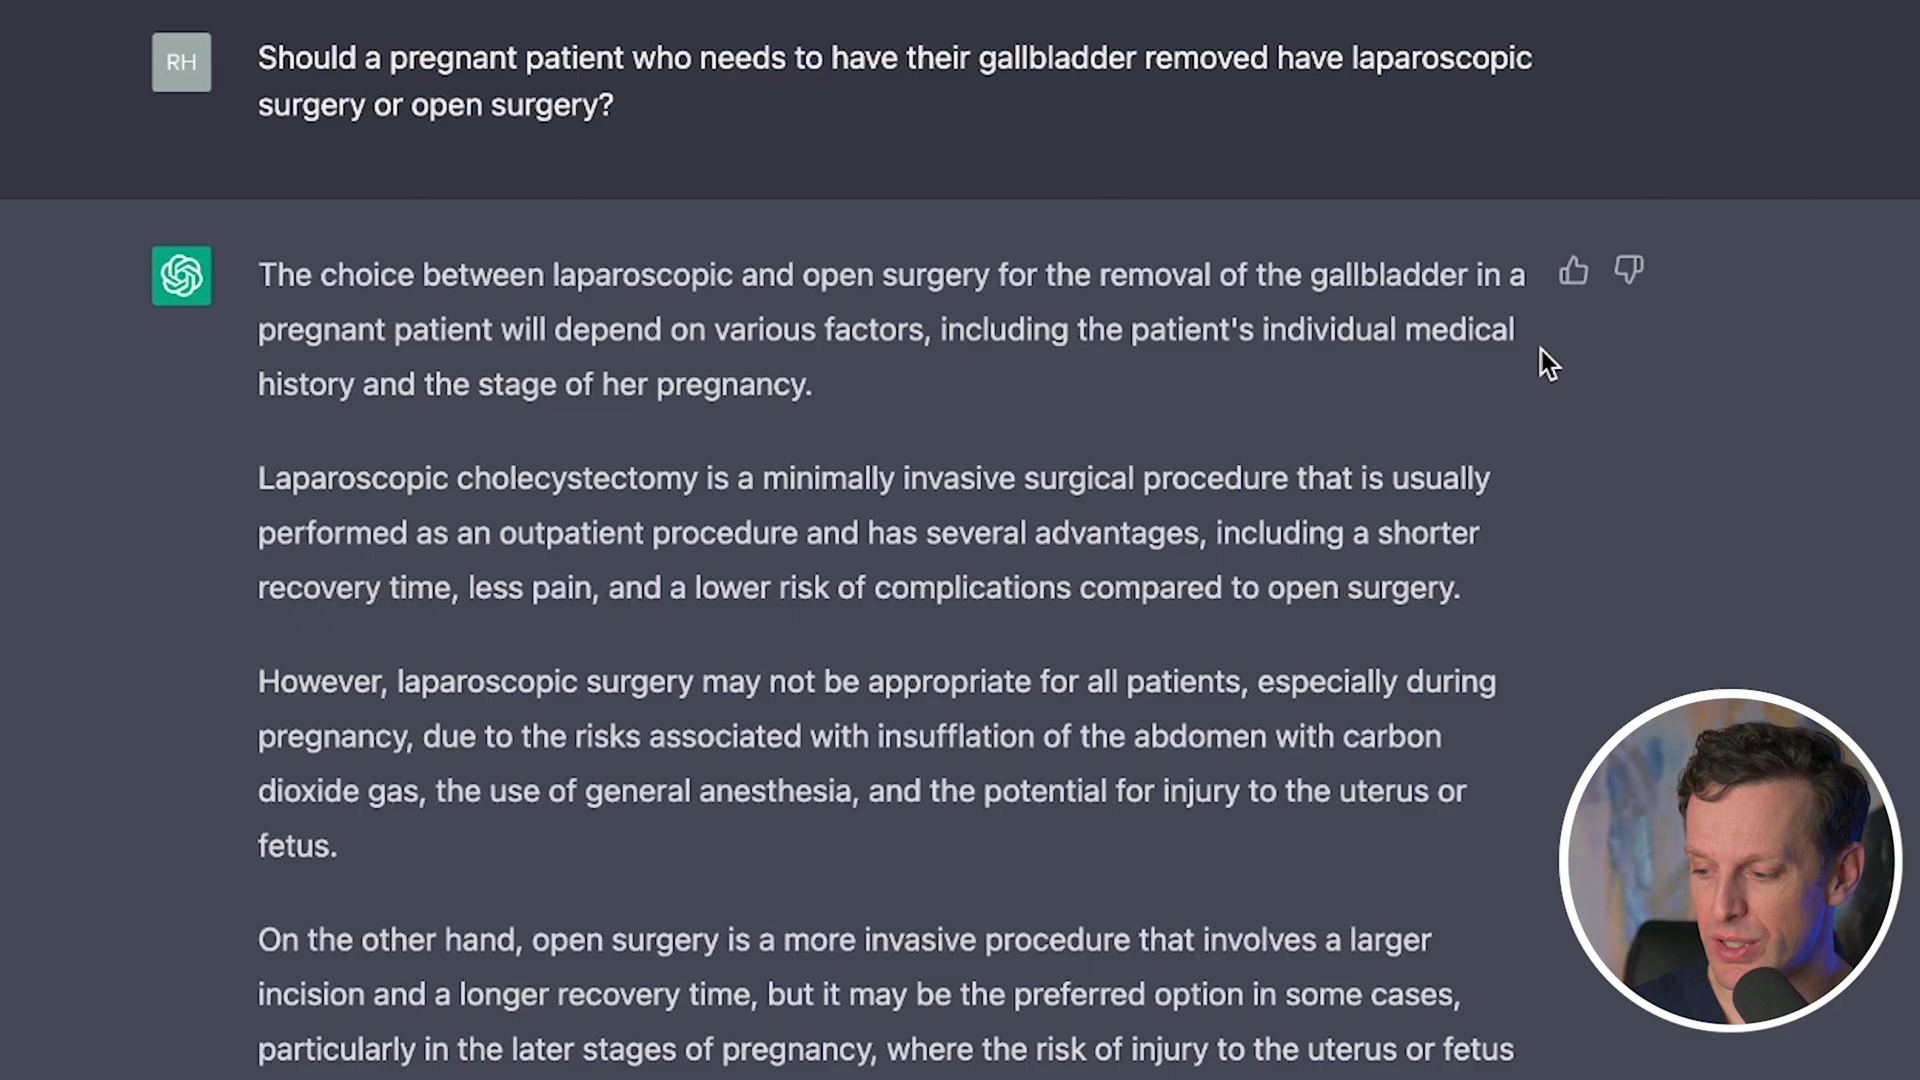 RH
Should a pregnant patient who needs to have their gallbladder removed have laparoscopic
surgery or open surgery?
The choice between laparoscopic and open surgery for the removal of the gallbladder in a
pregnant patient will depend on various factors, including the patient's individual medical
history and the stage of her pregnancy.
Laparoscopic cholecystectomy is a minimally invasive surgical procedure that is usually
performed as an outpatient procedure and has several advantages, including a shorter
recovery time, less pain, and a lower risk of complications compared to open surgery.
However, laparoscopic surgery may not be appropriate for all patients, especially during
pregnancy, due to the risks associated with insufflation of the abdomen with carbon
dioxide gas, the use of general anesthesia, and the potential for injury to the uterus or
fetus.
On the other hand, open surgery is a more invasive procedure that involves a larger
incision and a longer recovery time, but it may be the preferred option in some cases,
particularly in the later stages of pregnancy, where the risk of injury to the uterus or fetus